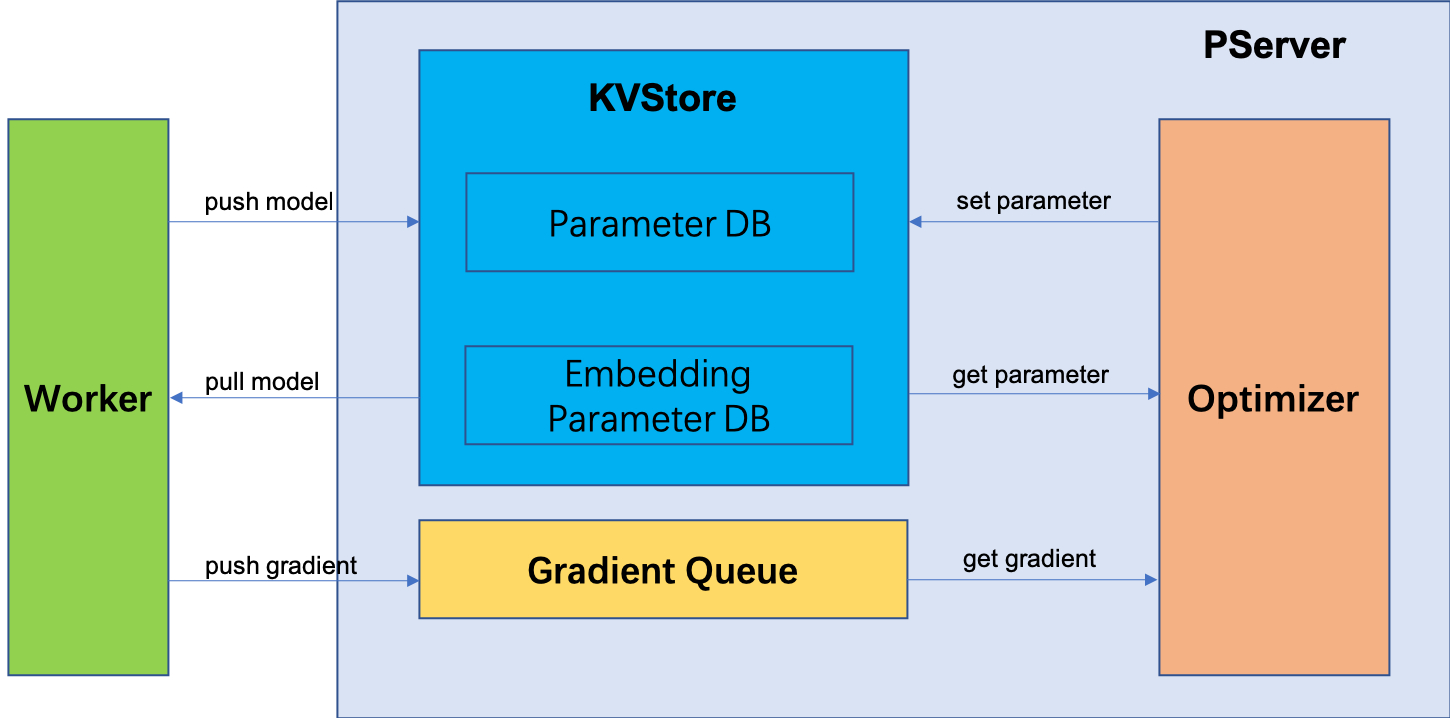 PServer
KVStore
push model
Parameter DB
set parameter
Worker
pull model
Embedding
Parameter DB
get parameter
Optimizer
push gradient
Gradient Queue
get gradient